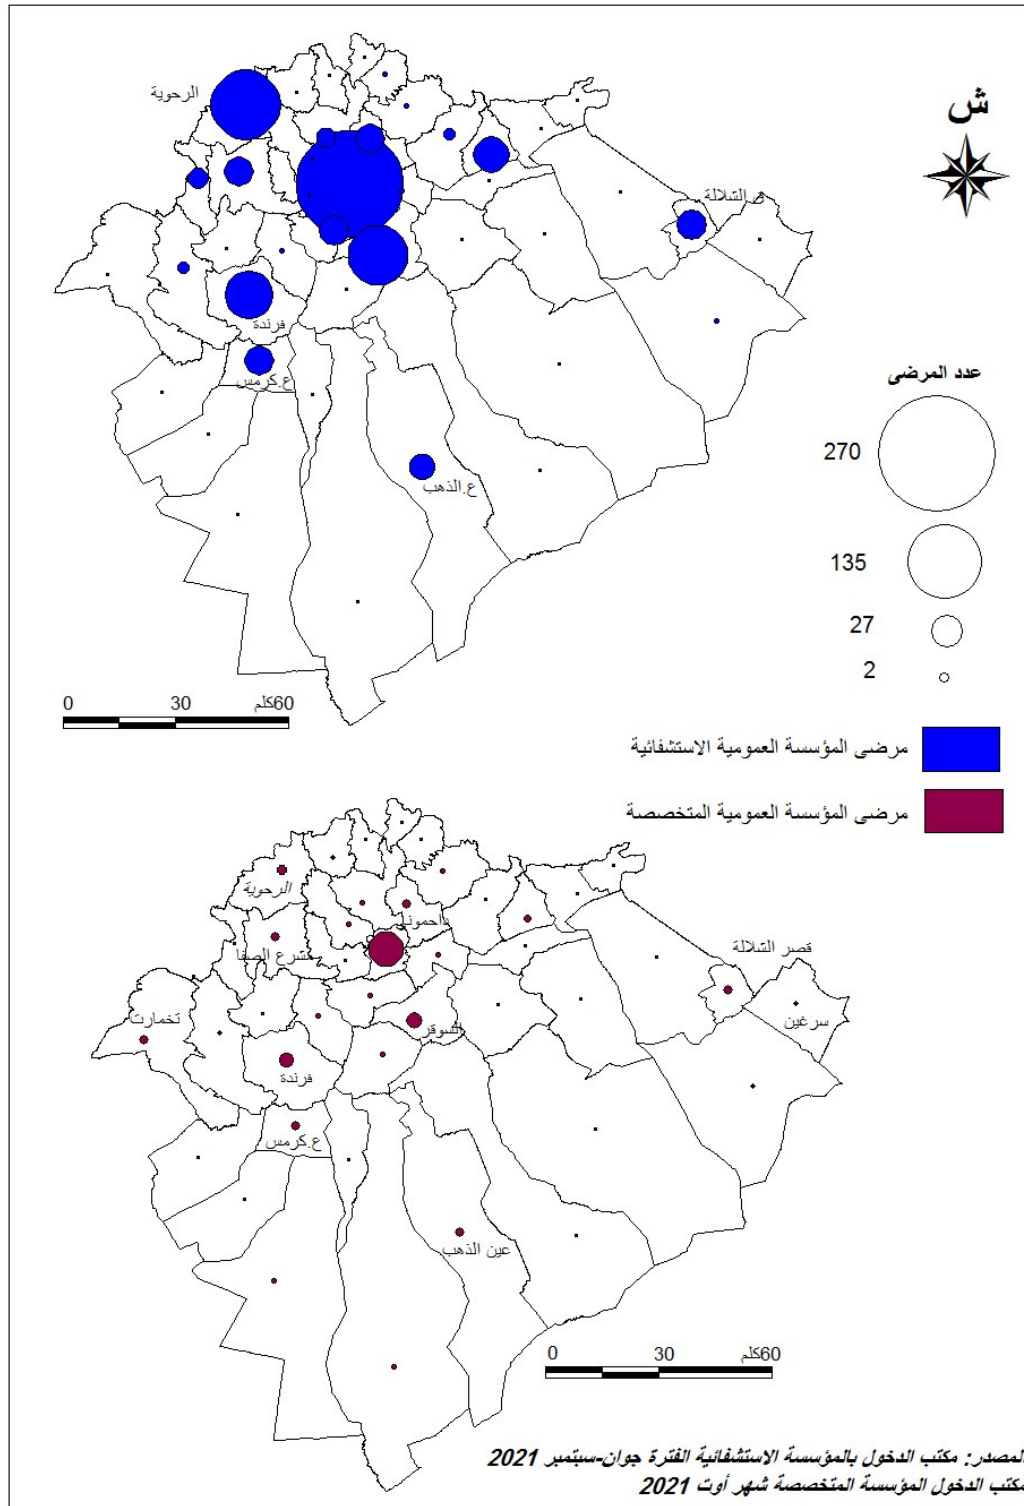 ش
الرحوية
ق.الشلالة
فرندة
ع.كرمس
ع.الذهب
عدد المرضى
270
135
27
2
0 30 60كلم
مرضى المؤسسة العمومية الاستشفائية
مرضى المؤسسة العمومية المتخصصة
الرحوية
داحموني
مشرع الصفا
قصر الشلالة
تخمارت
السوقر
سرغين
فرندة
ع.كرمس
عين الذهب
0 30 60كلم
المصدر: مكتب الدخول بالمؤسسة الاستشفائية الفترة جوان-سبتمبر 2021
مكتب الدخول المؤسسة المتخصصة شهر أوت 2021